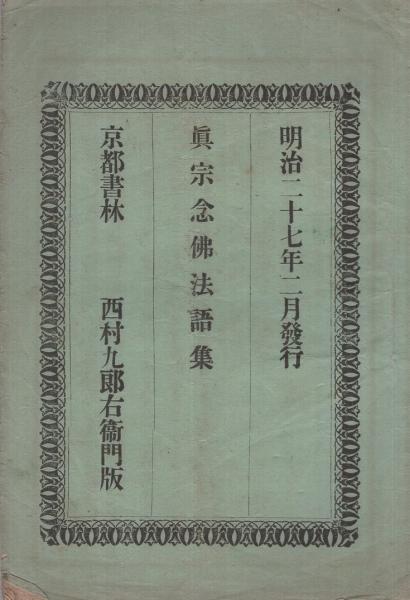 明治二十七年二月發行
眞宗念佛法語集
京都書林 西村九郞右衞門版